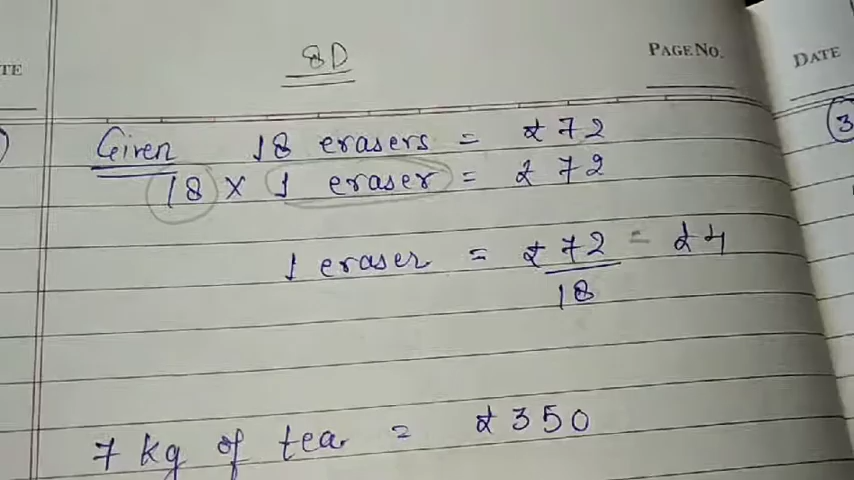 8D
PAGE NO.
DATE
Given 18 erasers = ₹72
18 × 1 eraser = ₹72
1 eraser = ₹72/18 = ₹4
7 kg of tea = ₹350
3
TE